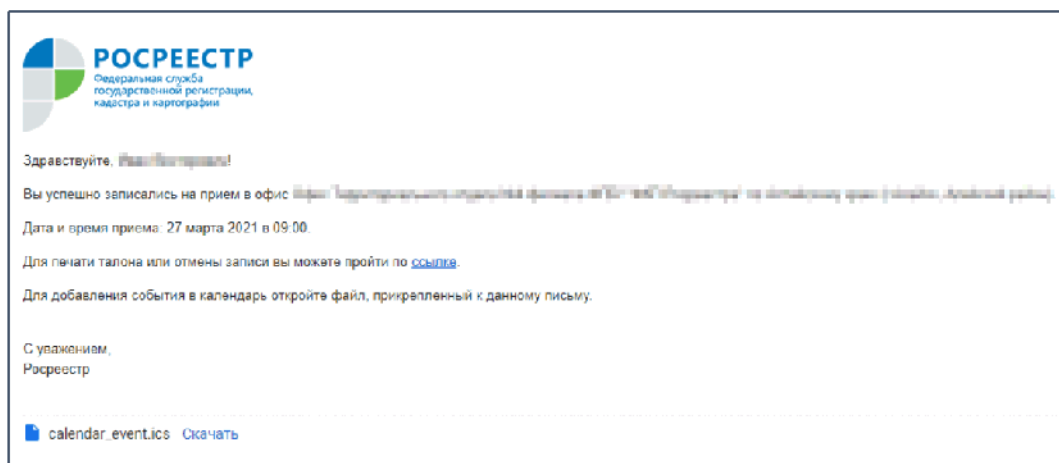 РОСРЕЕСТР
Федеральная служба
государственной регистрации,
кадастра и картографии
Здравствуйте, !
Вы успешно записались на прием в офис
Дата и время приема: 27 марта 2021 в 09:00.
Для печати талона или отмены записи вы можете пройти по ссылке.
Для добавления события в календарь откройте файл, прикрепленный к данному письму.
С уважением,
Росреестр
calendar_event.ics Скачать